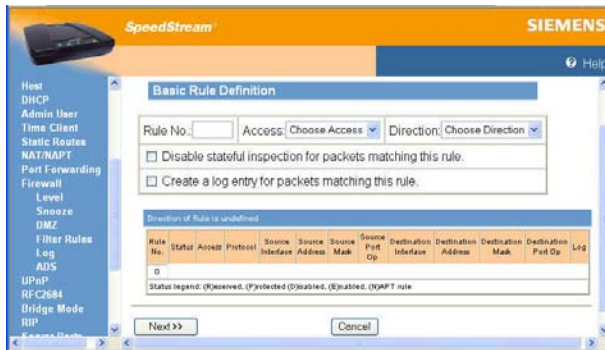 SpeedStream
SIEMENS
Help
Host
DHCP
Admin User
Time Client
Static Routes
NAT/NAPT
Port Forwarding
Firewall
Level
Snooze
DMZ
Filter Rules
Log
ADS
UPnP
RFC2684
Bridge Mode
RIP
Server Ports
Basic Rule Definition
Rule No.: Access: Choose Access Direction: Choose Direction
Disable stateful inspection for packets matching this rule.
Create a log entry for packets matching this rule.
Direction of Rule is undefined
Rule No. Status Access Protocol Source Interface Source Address Source Mask Source Port Op Destination Interface Destination Address Destination Mask Destination Port Op Log
0
Status legend: (R)eserved, (P)rotected (D)isabled, (E)nabled, (N)APT rule
Next >> Cancel